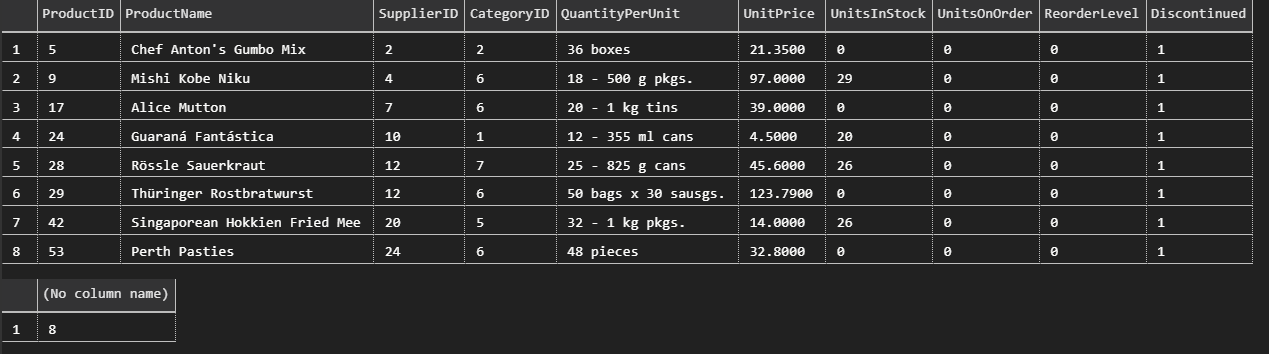 ProductID ProductName SupplierID CategoryID QuantityPerUnit UnitPrice UnitsInStock UnitsOnOrder ReorderLevel Discontinued
1 5 Chef Anton's Gumbo Mix 2 2 36 boxes 21.3500 0 0 0 1
2 9 Mishi Kobe Niku 4 6 18 - 500 g pkgs. 97.0000 29 0 0 1
3 17 Alice Mutton 7 6 20 - 1 kg tins 39.0000 0 0 0 1
4 24 Guaraná Fantástica 10 1 12 - 355 ml cans 4.5000 20 0 0 1
5 28 Rössle Sauerkraut 12 7 25 - 825 g cans 45.6000 26 0 0 1
6 29 Thüringer Rostbratwurst 12 6 50 bags x 30 sausgs. 123.7900 0 0 0 1
7 42 Singaporean Hokkien Fried Mee 20 5 32 - 1 kg pkgs. 14.0000 26 0 0 1
8 53 Perth Pasties 24 6 48 pieces 32.8000 0 0 0 1
(No column name)
1 8